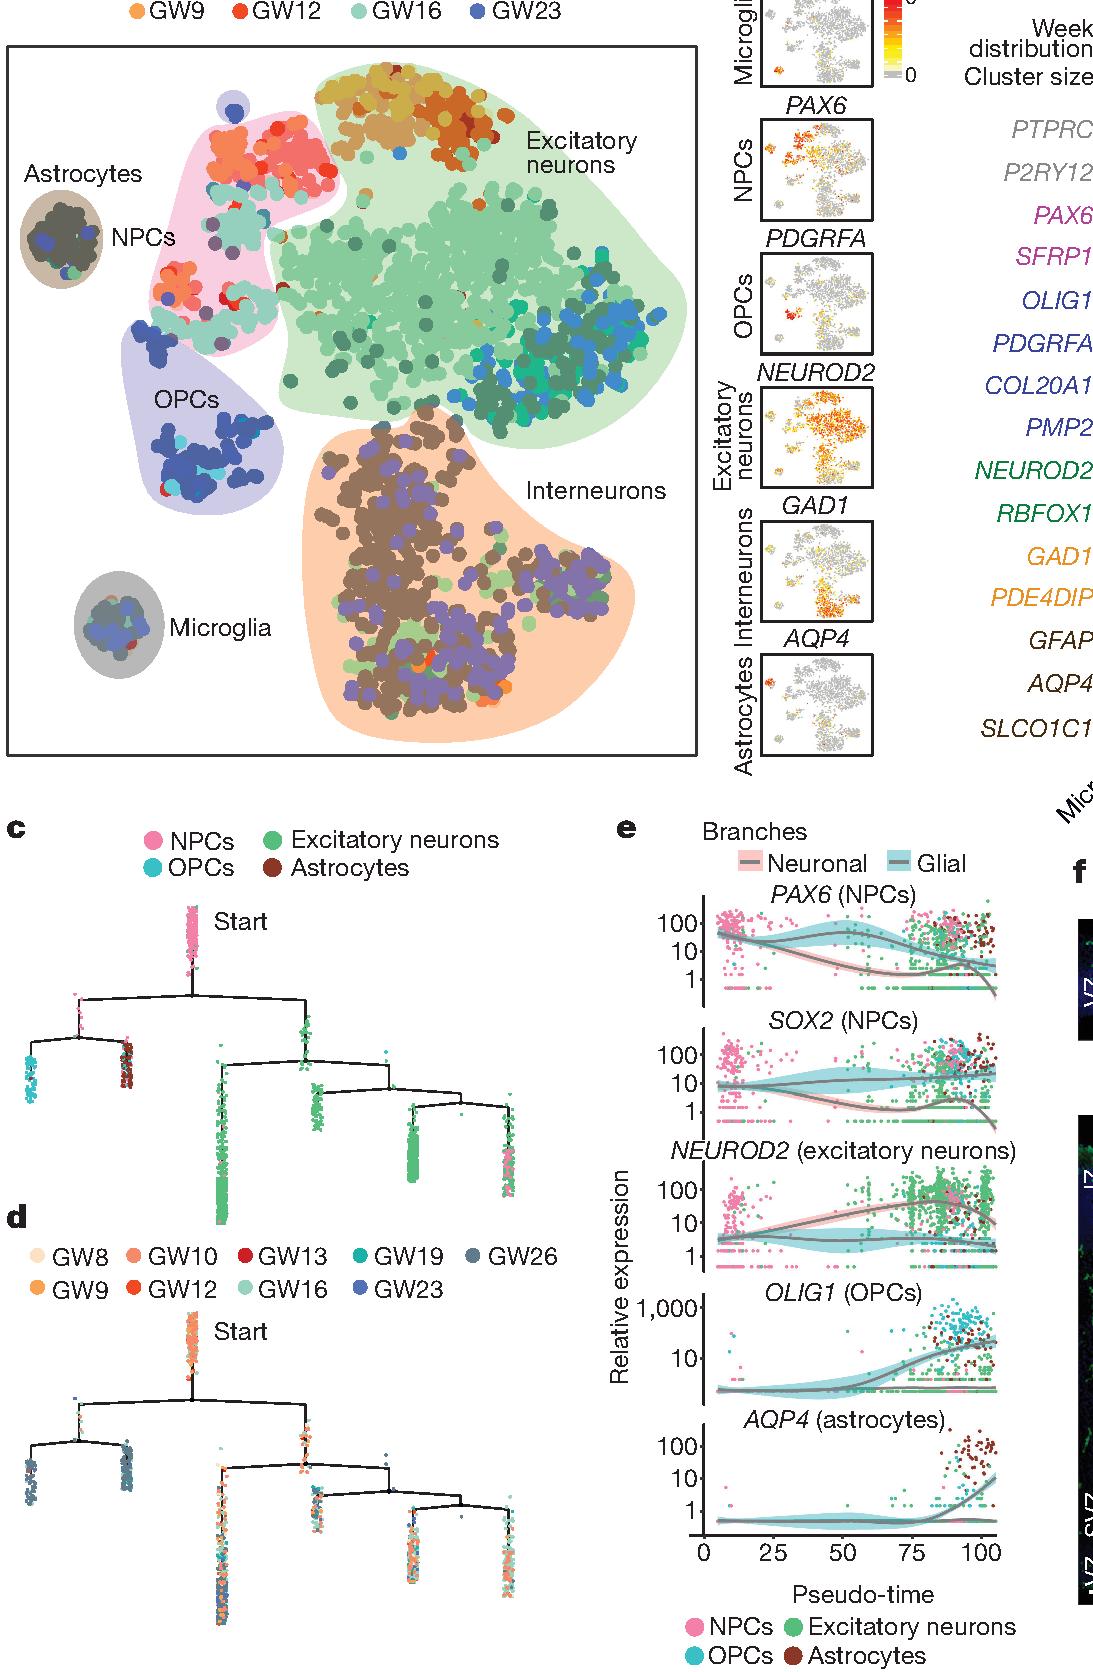 GW9 GW12 GW16 GW23
Excitatory
neurons
Astrocytes
NPCs
OPCs
Interneurons
Microglia
0
PAX6
NPCs
PDGRFA
OPCs
NEUROD2
Excitatory
neurons
GAD1
Interneurons
AQP4
Astrocytes
Week
distribution
Cluster size
PTPRC
P2RY12
PAX6
SFRP1
OLIG1
PDGRFA
COL20A1
PMP2
NEUROD2
RBFOX1
GAD1
PDE4DIP
GFAP
AQP4
SLCO1C1
c
NPCs Excitatory neurons
OPCs Astrocytes
Start
d
GW8 GW10 GW13 GW19 GW26
GW9 GW12 GW16 GW23
Start
e
Branches
Neuronal Glial
PAX6 (NPCs)
100
10
1
SOX2 (NPCs)
100
10
1
NEUROD2 (excitatory neurons)
100
10
1
OLIG1 (OPCs)
1,000
10
AQP4 (astrocytes)
100
10
1
Relative expression
0 25 50 75 100
Pseudo-time
NPCs Excitatory neurons
OPCs Astrocytes
f